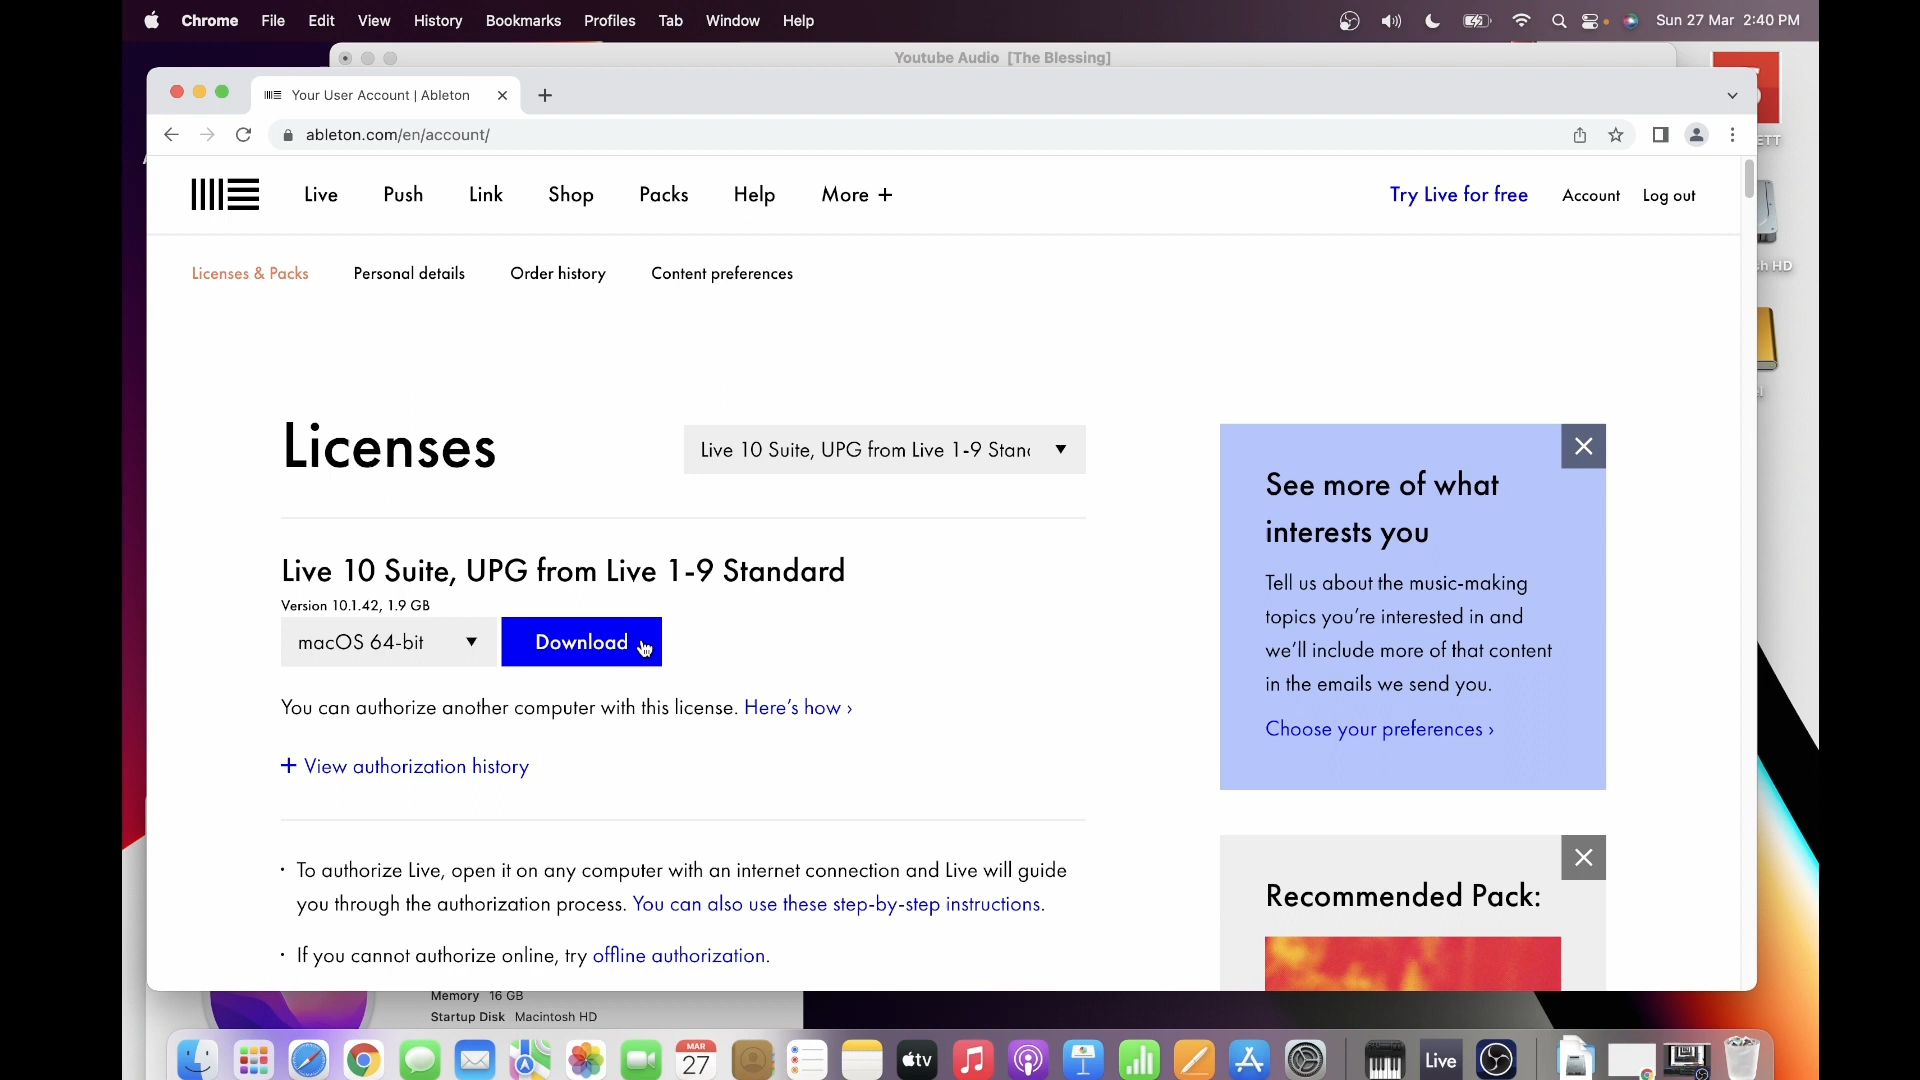 Chrome File Edit View History Bookmarks Profiles Tab Window Help Sun 27 Mar 2:40 PM
Youtube Audio [The Blessing]
Your User Account | Ableton
ableton.com/en/account/
ETT
Live Push Link Shop Packs Help More + Try Live for free Account Log out
sh HD
Licenses & Packs Personal details Order history Content preferences
Licenses
Live 10 Suite, UPG from Live 1-9 Stan
Live 10 Suite, UPG from Live 1-9 Standard
Version 10.1.42, 1.9 GB
macOS 64-bit Download
You can authorize another computer with this license. Here's how ›
+ View authorization history
· To authorize Live, open it on any computer with an internet connection and Live will guide
you through the authorization process. You can also use these step-by-step instructions.
· If you cannot authorize online, try offline authorization.
See more of what
interests you
Tell us about the music-making
topics you're interested in and
we'll include more of that content
in the emails we send you.
Choose your preferences ›
Recommended Pack:
Memory 16 GB
Startup Disk Macintosh HD
MAR
27
tv
Live